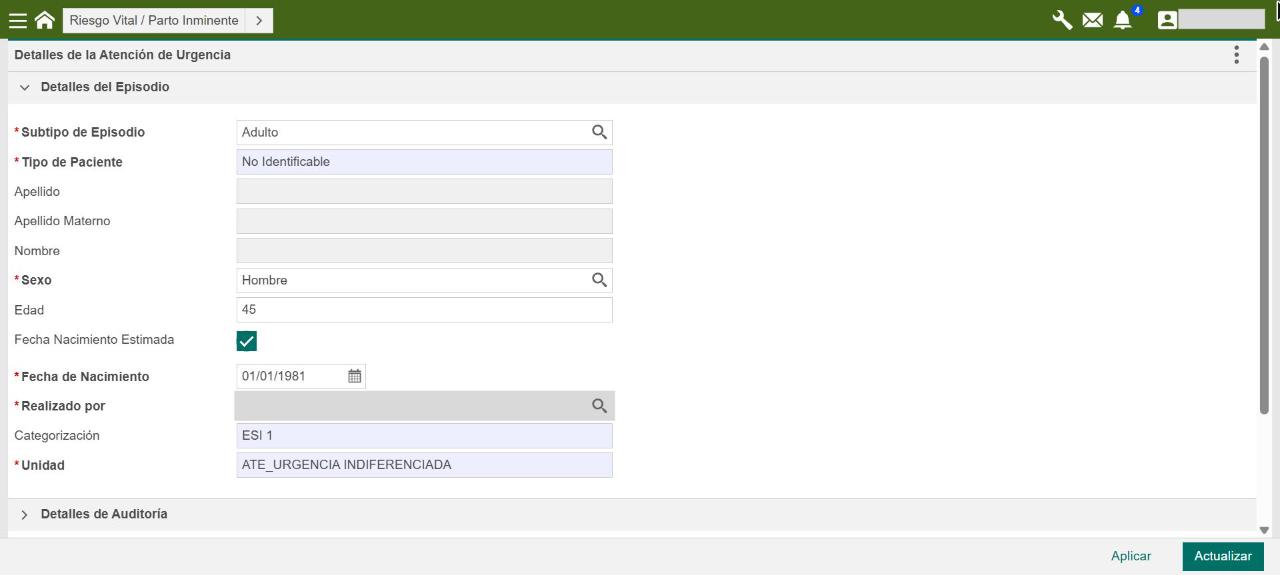 Riesgo Vital / Parto Inminente
4
Detalles de la Atención de Urgencia
Detalles del Episodio
* Subtipo de Episodio Adulto
* Tipo de Paciente No Identificable
Apellido
Apellido Materno
Nombre
* Sexo Hombre
Edad 45
Fecha Nacimiento Estimada
* Fecha de Nacimiento 01/01/1981
* Realizado por
Categorización ESI 1
* Unidad ATE_URGENCIA INDIFERENCIADA
Detalles de Auditoría
Aplicar Actualizar